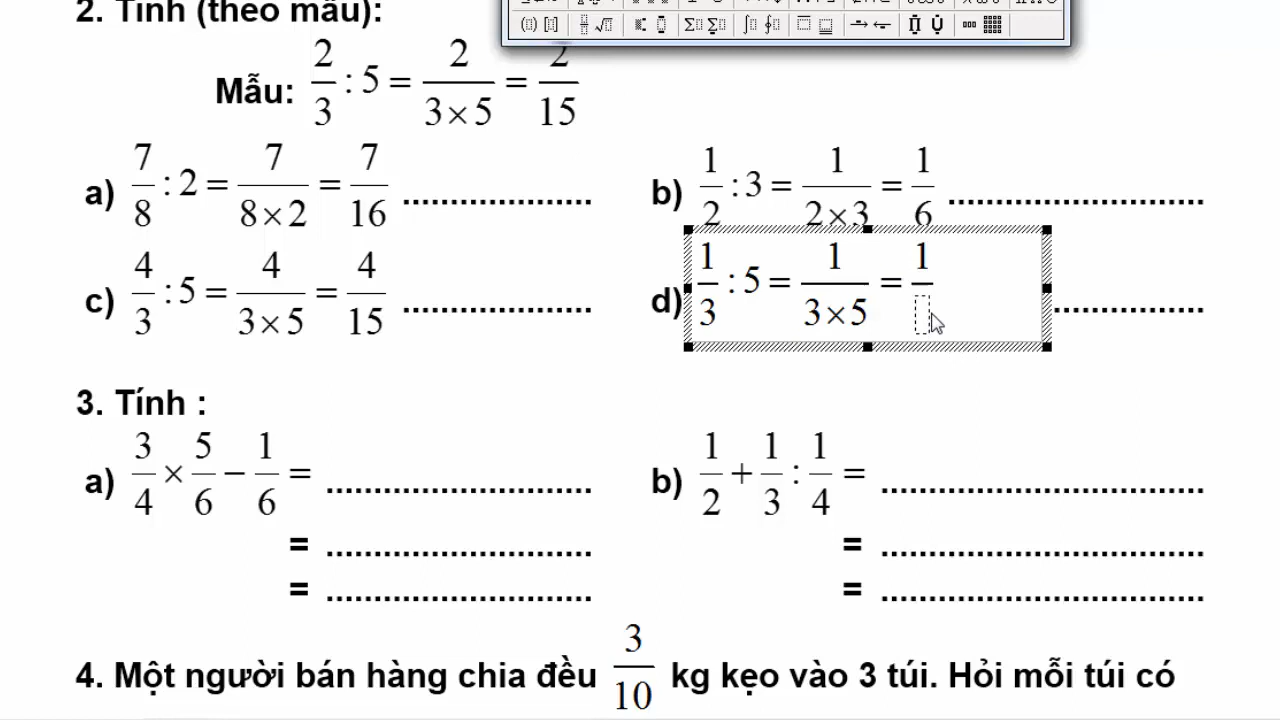 2. Tính (theo mẫu):
Mẫu: 2/3 : 5 = 2/(3×5) = 2/15
a) 7/8 : 2 = 7/(8×2) = 7/16 .................... b) 1/2 : 3 = 1/(2×3) = 1/6 ...........................
c) 4/3 : 5 = 4/(3×5) = 4/15 .................... d) 1/3 : 5 = 1/(3×5) = 1/ ................
3. Tính :
a) 3/4 × 5/6 − 1/6 = ............................ b) 1/2 + 1/3 : 1/4 = ..................................
= ............................ = ..................................
= ............................ = ..................................
4. Một người bán hàng chia đều 3/10 kg kẹo vào 3 túi. Hỏi mỗi túi có